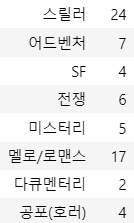 스릴러 24
어드벤처 7
SF 4
전쟁 6
미스터리 5
멜로/로맨스 17
다큐멘터리 2
공포(호러) 4